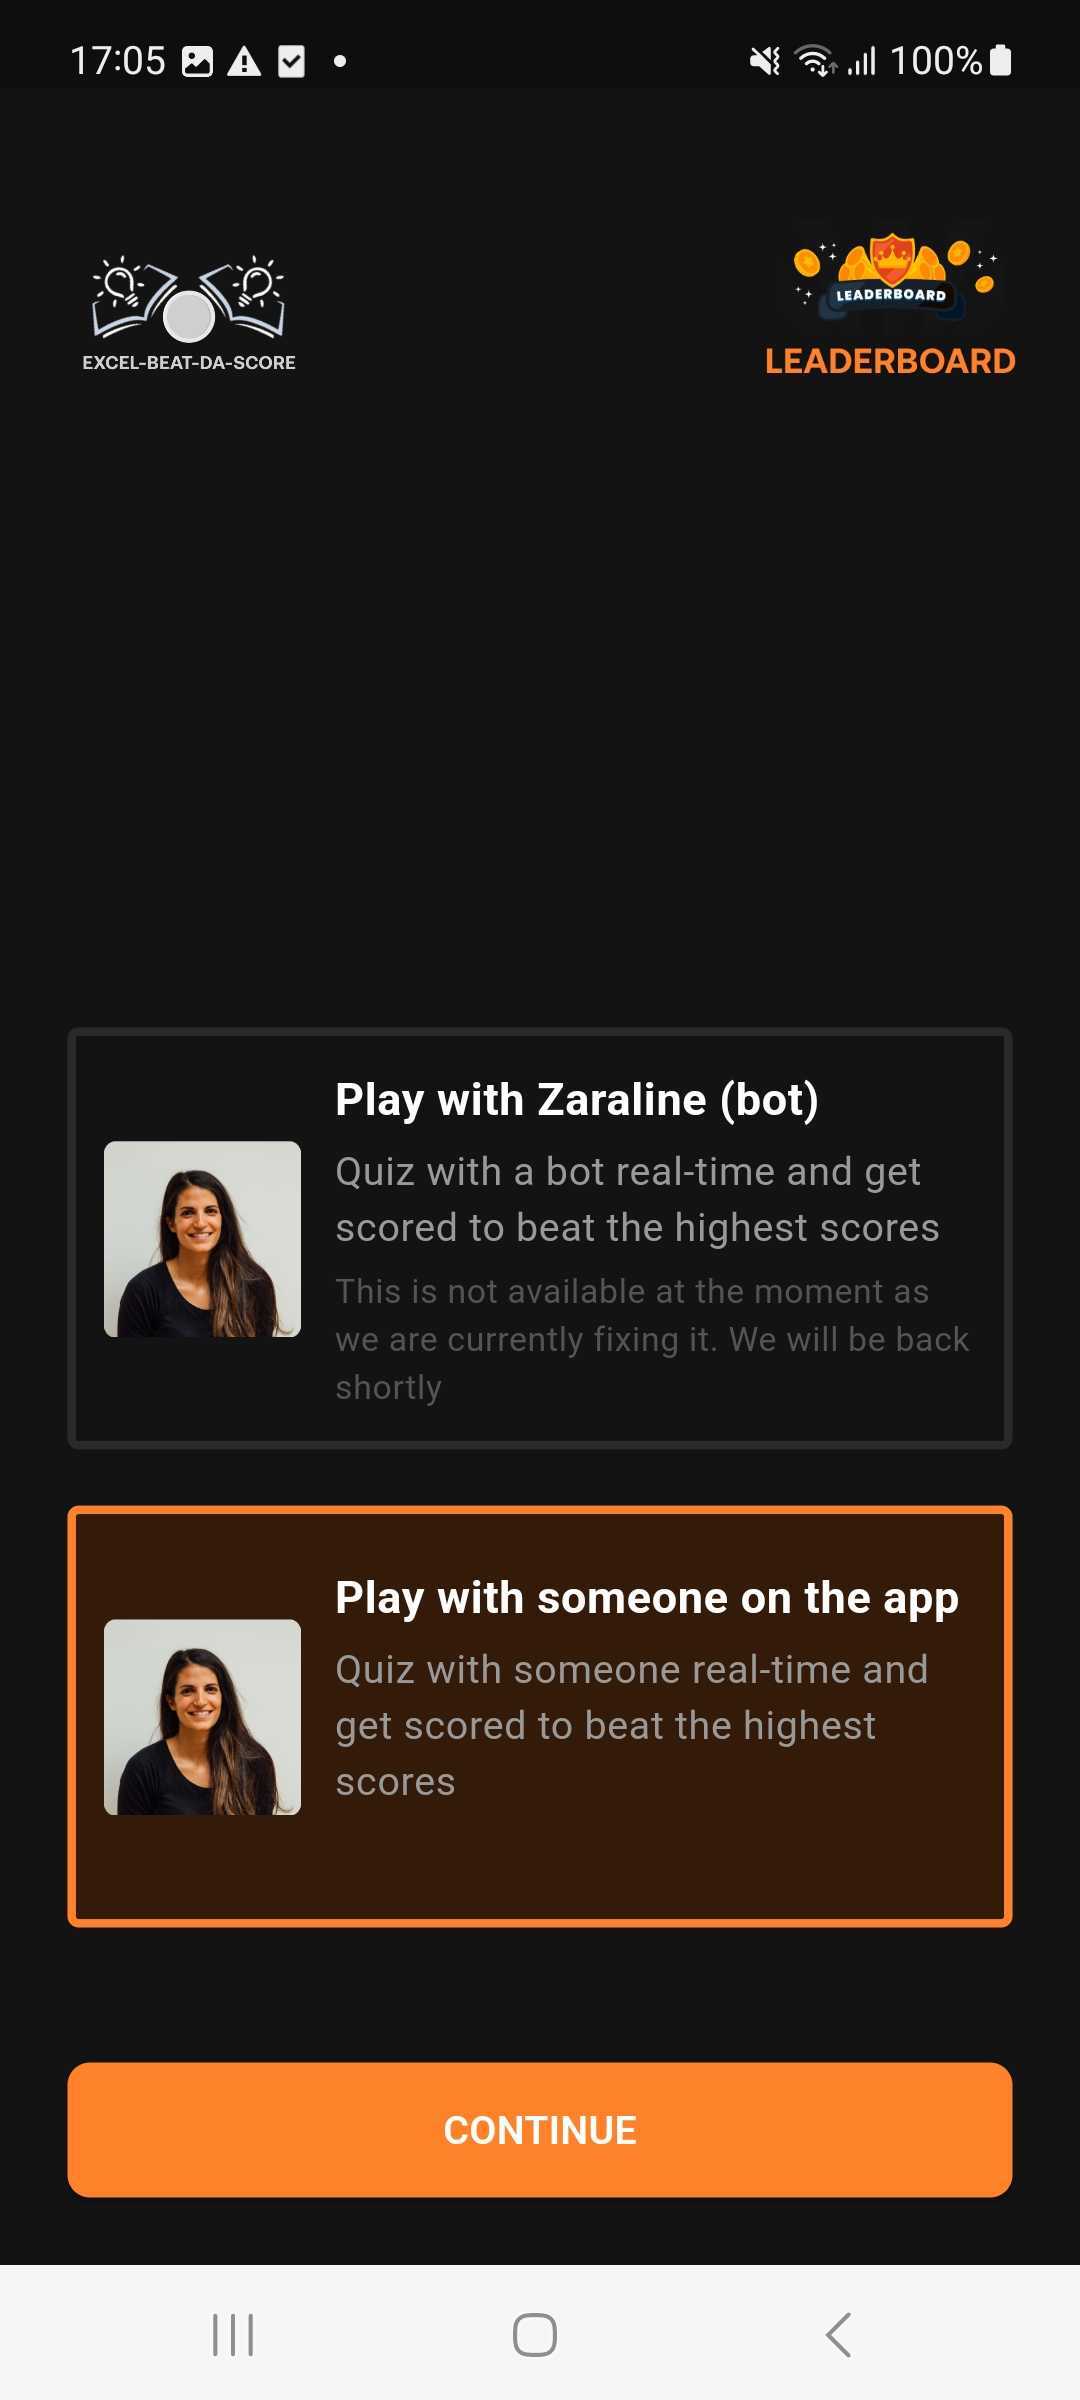 17:05
100%
LEADERBOARD
EXCEL-BEAT-DA-SCORE
LEADERBOARD
Play with Zaraline (bot)
Quiz with a bot real-time and get
scored to beat the highest scores
This is not available at the moment as
we are currently fixing it. We will be back
shortly
Play with someone on the app
Quiz with someone real-time and
get scored to beat the highest
scores
CONTINUE